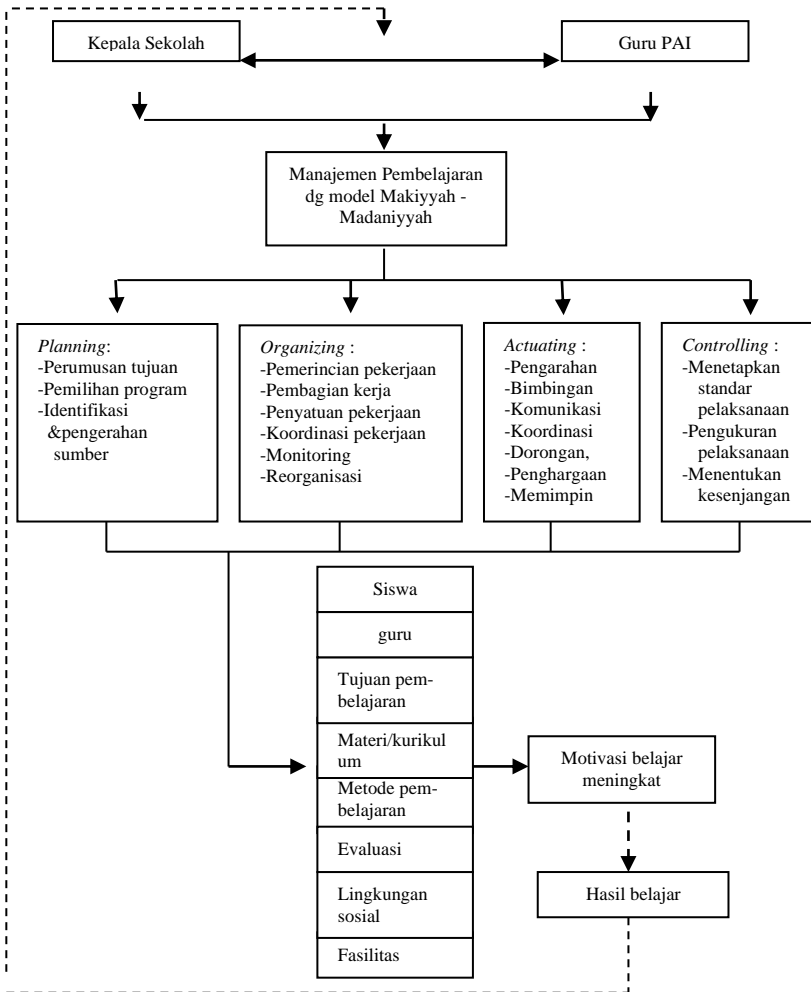 Kepala Sekolah
Guru PAI
Manajemen Pembelajaran
dg model Makiyyah -
Madaniyyah
Planning:
-Perumusan tujuan
-Pemilihan program
-Identifikasi
&pengerahan
sumber
Organizing :
-Pemerincian pekerjaan
-Pembagian kerja
-Penyatuan pekerjaan
-Koordinasi pekerjaan
-Monitoring
-Reorganisasi
Actuating :
-Pengarahan
-Bimbingan
-Komunikasi
-Koordinasi
-Dorongan,
-Penghargaan
-Memimpin
Controlling :
-Menetapkan
standar
pelaksanaan
-Pengukuran
pelaksanaan
-Menentukan
kesenjangan
Siswa
guru
Tujuan pem-
belajaran
Materi/kurikul
um
Metode pem-
belajaran
Evaluasi
Lingkungan
sosial
Fasilitas
Motivasi belajar
meningkat
Hasil belajar